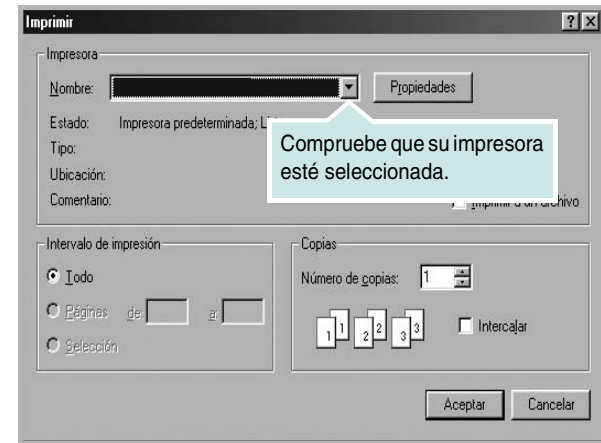 Imprimir
Impresora
Nombre:
Propiedades
Estado: Impresora predeterminada;
Compruebe que su impresora
esté seleccionada.
Tipo:
Ubicación:
Comentario:
Imprimir a un archivo
Intervalo de impresión
Todo
Páginas de: a:
Selección
Copias
Número de copias: 1
1 1 2 2 3 3
Intercalar
Aceptar Cancelar